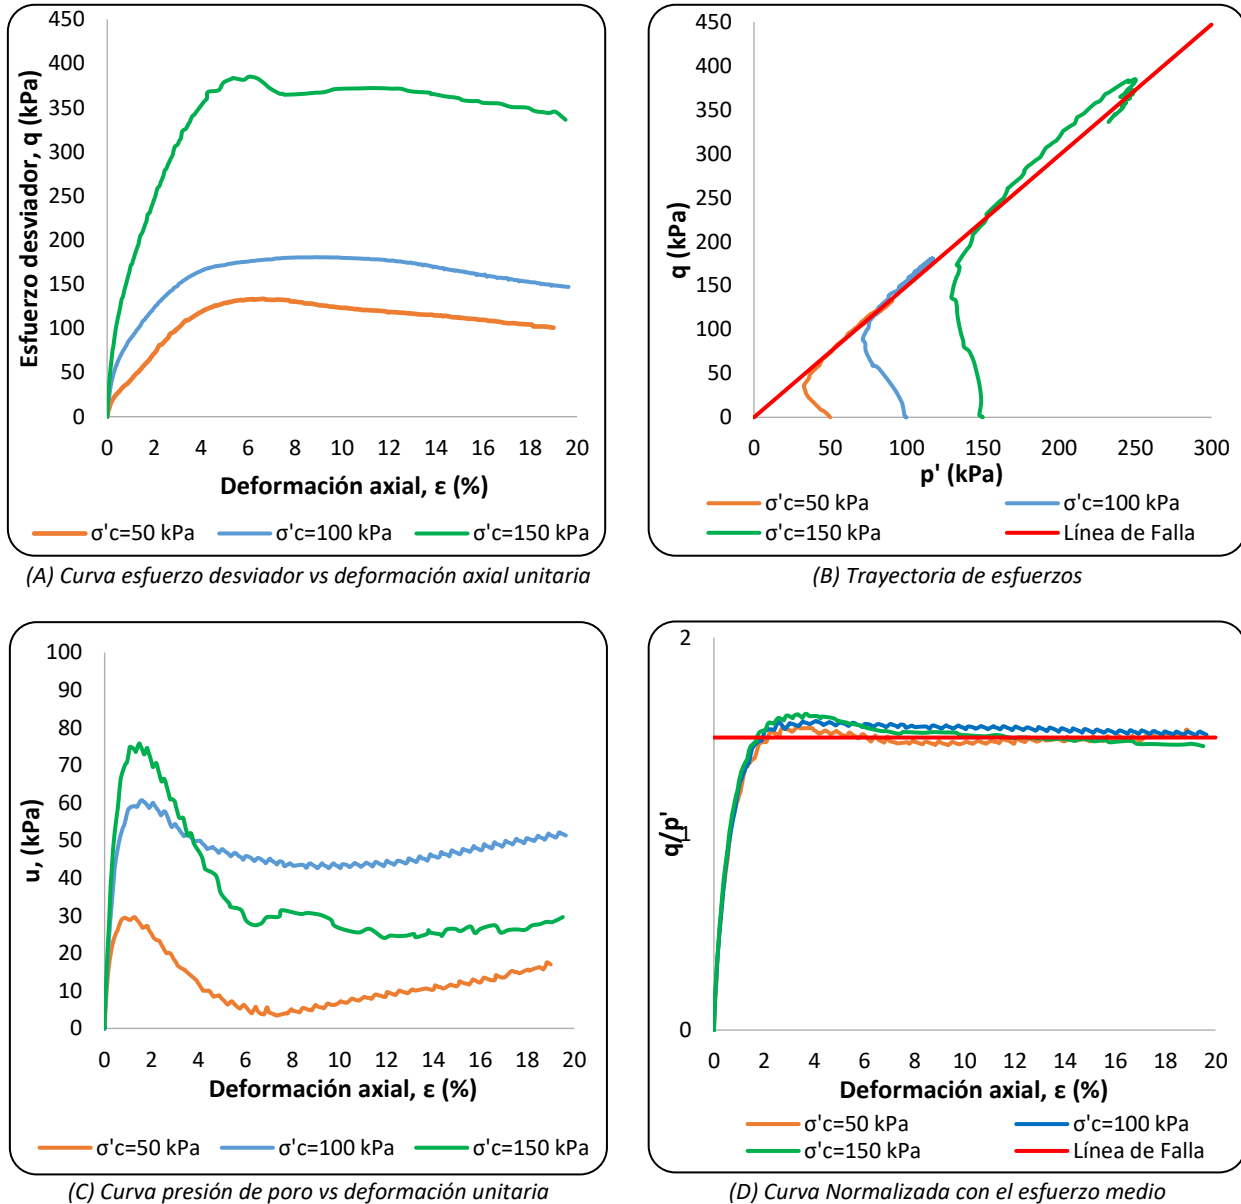 450
400
350
300
250
200
150
100
50
0
Esfuerzo desviador, q (kPa)
0 2 4 6 8 10 12 14 16 18 20
Deformación axial, ε (%)
σ'c=50 kPa σ'c=100 kPa σ'c=150 kPa
(A) Curva esfuerzo desviador vs deformación axial unitaria
450
400
350
300
250
200
150
100
50
0
q (kPa)
0 50 100 150 200 250 300
p' (kPa)
σ'c=50 kPa σ'c=100 kPa
σ'c=150 kPa Línea de Falla
(B) Trayectoria de esfuerzos
100
90
80
70
60
50
40
30
20
10
0
u, (kPa)
0 2 4 6 8 10 12 14 16 18 20
Deformación axial, ε (%)
σ'c=50 kPa σ'c=100 kPa σ'c=150 kPa
(C) Curva presión de poro vs deformación unitaria
2
1
0
q/p'
0 2 4 6 8 10 12 14 16 18 20
Deformación axial, ε (%)
σ'c=50 kPa σ'c=100 kPa
σ'c=150 kPa Línea de Falla
(D) Curva Normalizada con el esfuerzo medio